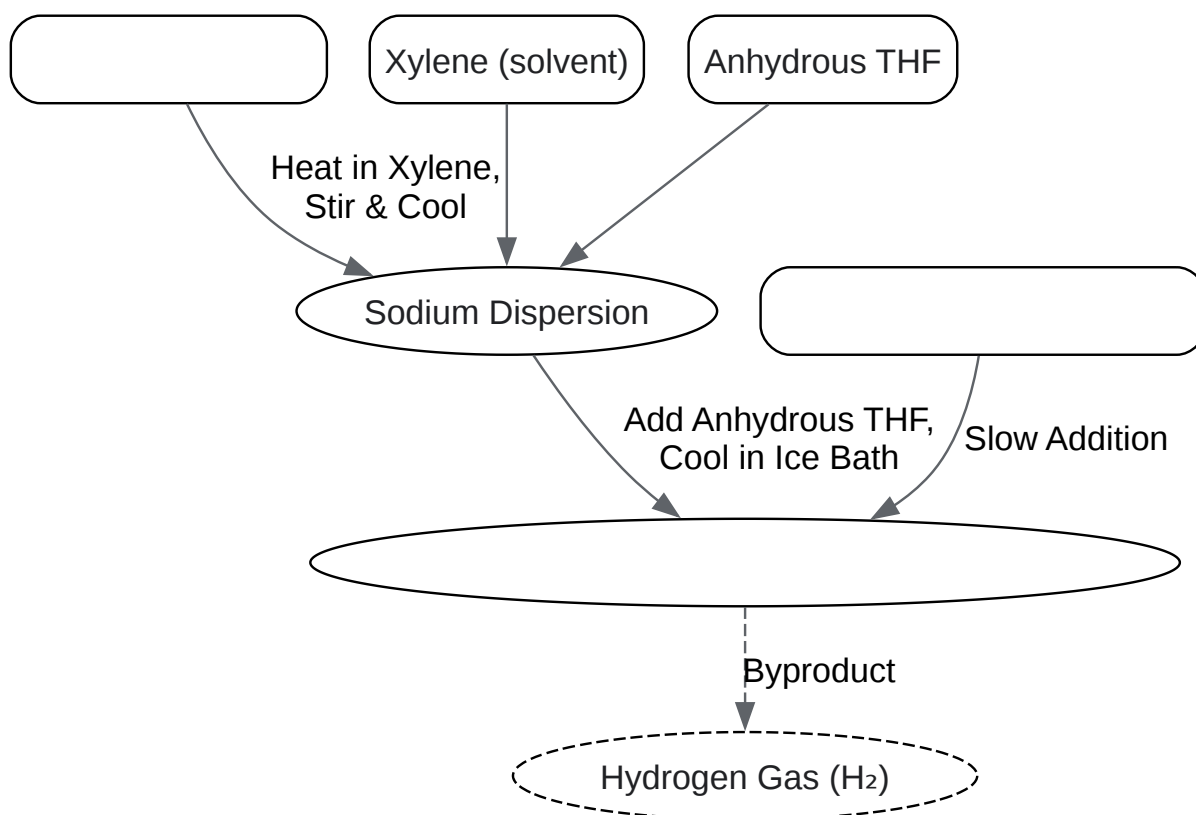 Xylene (solvent)
Anhydrous THF
Heat in Xylene,
Stir & Cool
Sodium Dispersion
Add Anhydrous THF,
Cool in Ice Bath
Slow Addition
Byproduct
Hydrogen Gas (H₂)